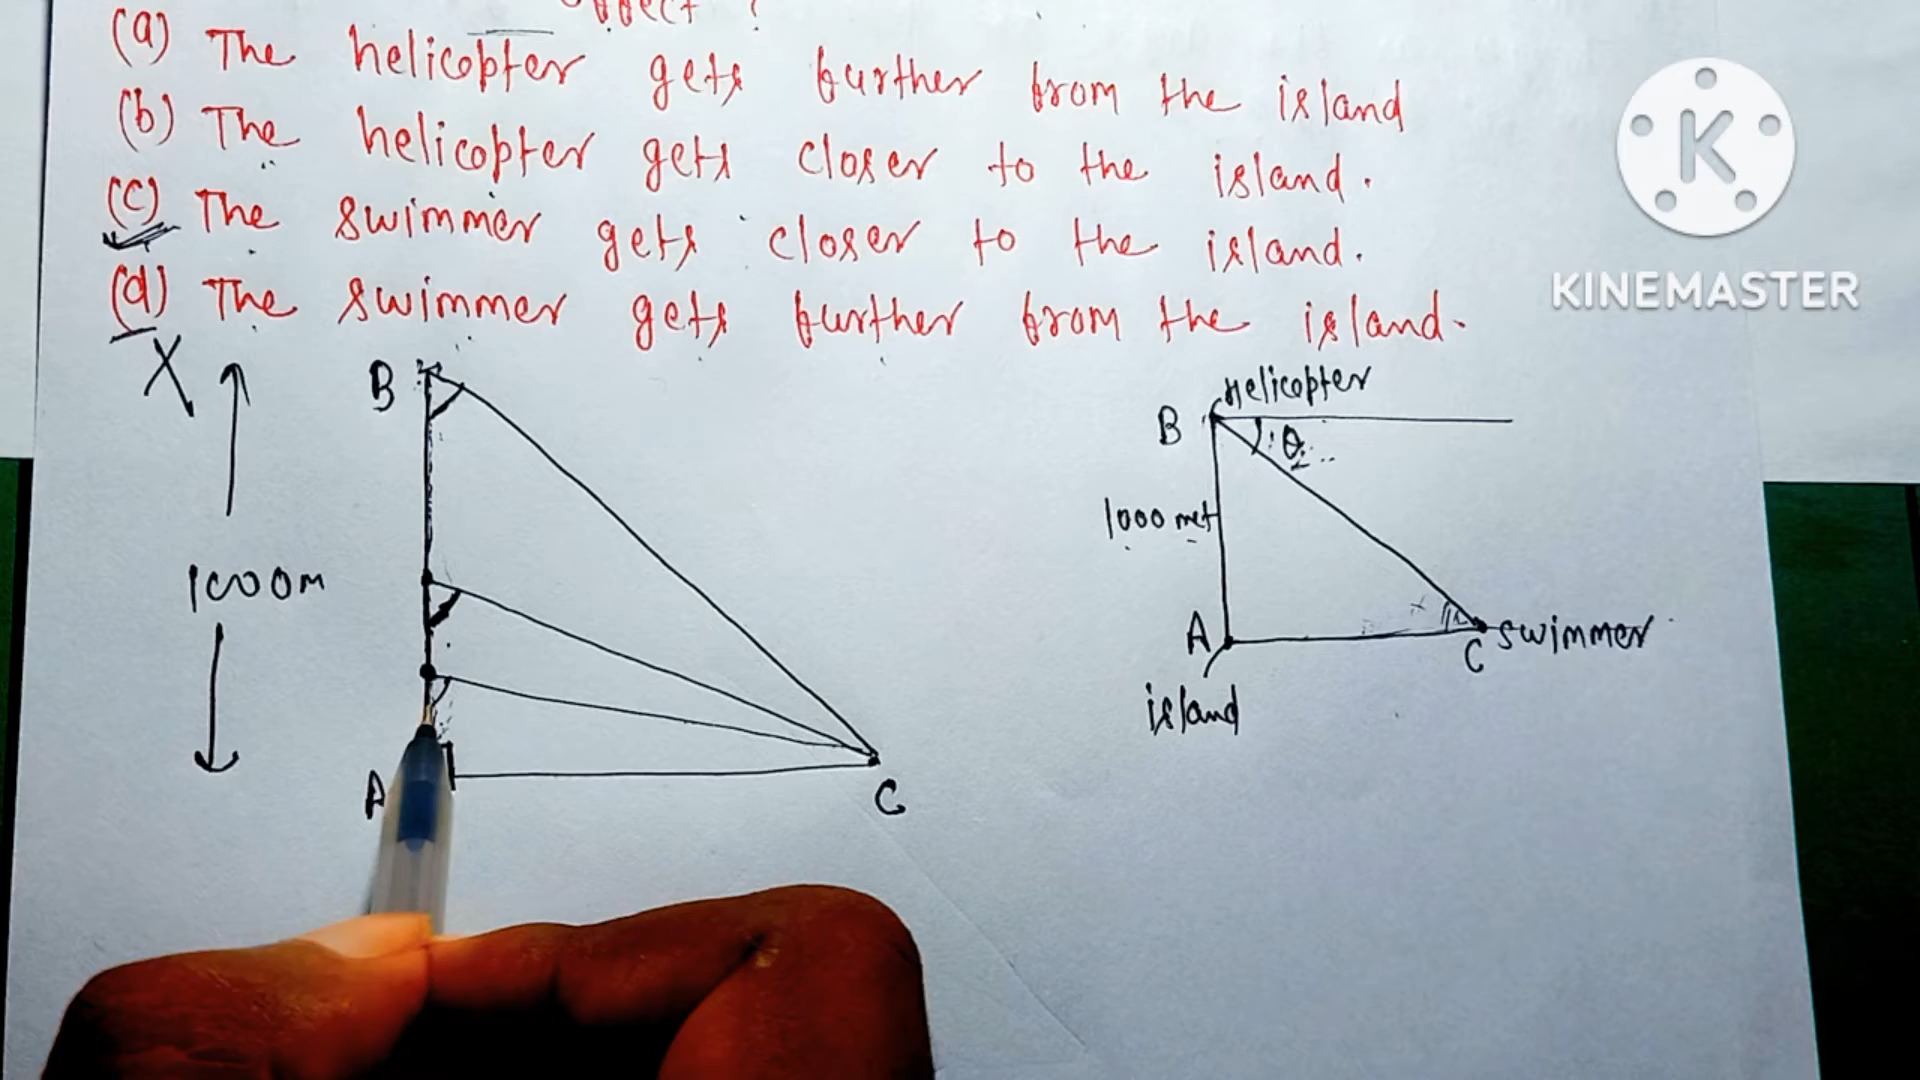 (a) The helicopter gets further from the island
(b) The helicopter gets closer to the island.
(c) The swimmer gets closer to the island.
(d) The swimmer gets further from the island.
K
KINEMASTER
X
B
1000m
A
C
Helicopter
B
θ
1000 met
A
C swimmer
island